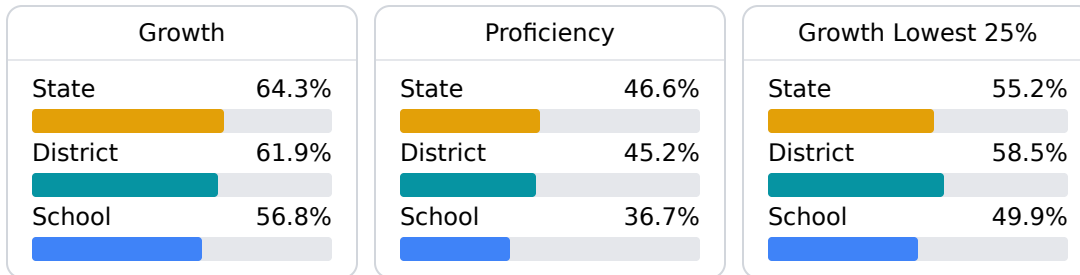 Growth
State 64.3%
District 61.9%
School 56.8%
Proficiency
State 46.6%
District 45.2%
School 36.7%
Growth Lowest 25%
State 55.2%
District 58.5%
School 49.9%